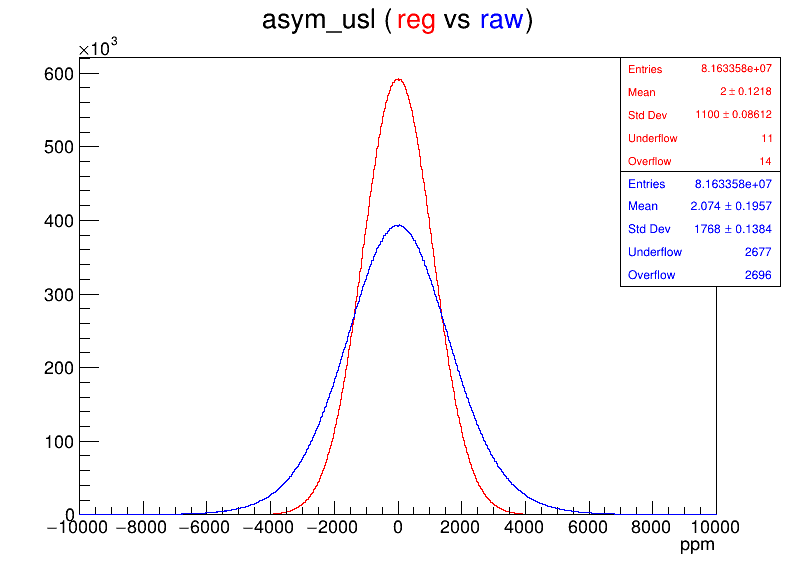 asym_usl ( reg vs raw)
×10³
600
500
400
300
200
100
0
−10000 −8000 −6000 −4000 −2000 0 2000 4000 6000 8000 10000
ppm
Entries 8.163358e+07
Mean 2 ± 0.1218
Std Dev 1100 ± 0.08612
Underflow 11
Overflow 14
Entries 8.163358e+07
Mean 2.074 ± 0.1957
Std Dev 1768 ± 0.1384
Underflow 2677
Overflow 2696